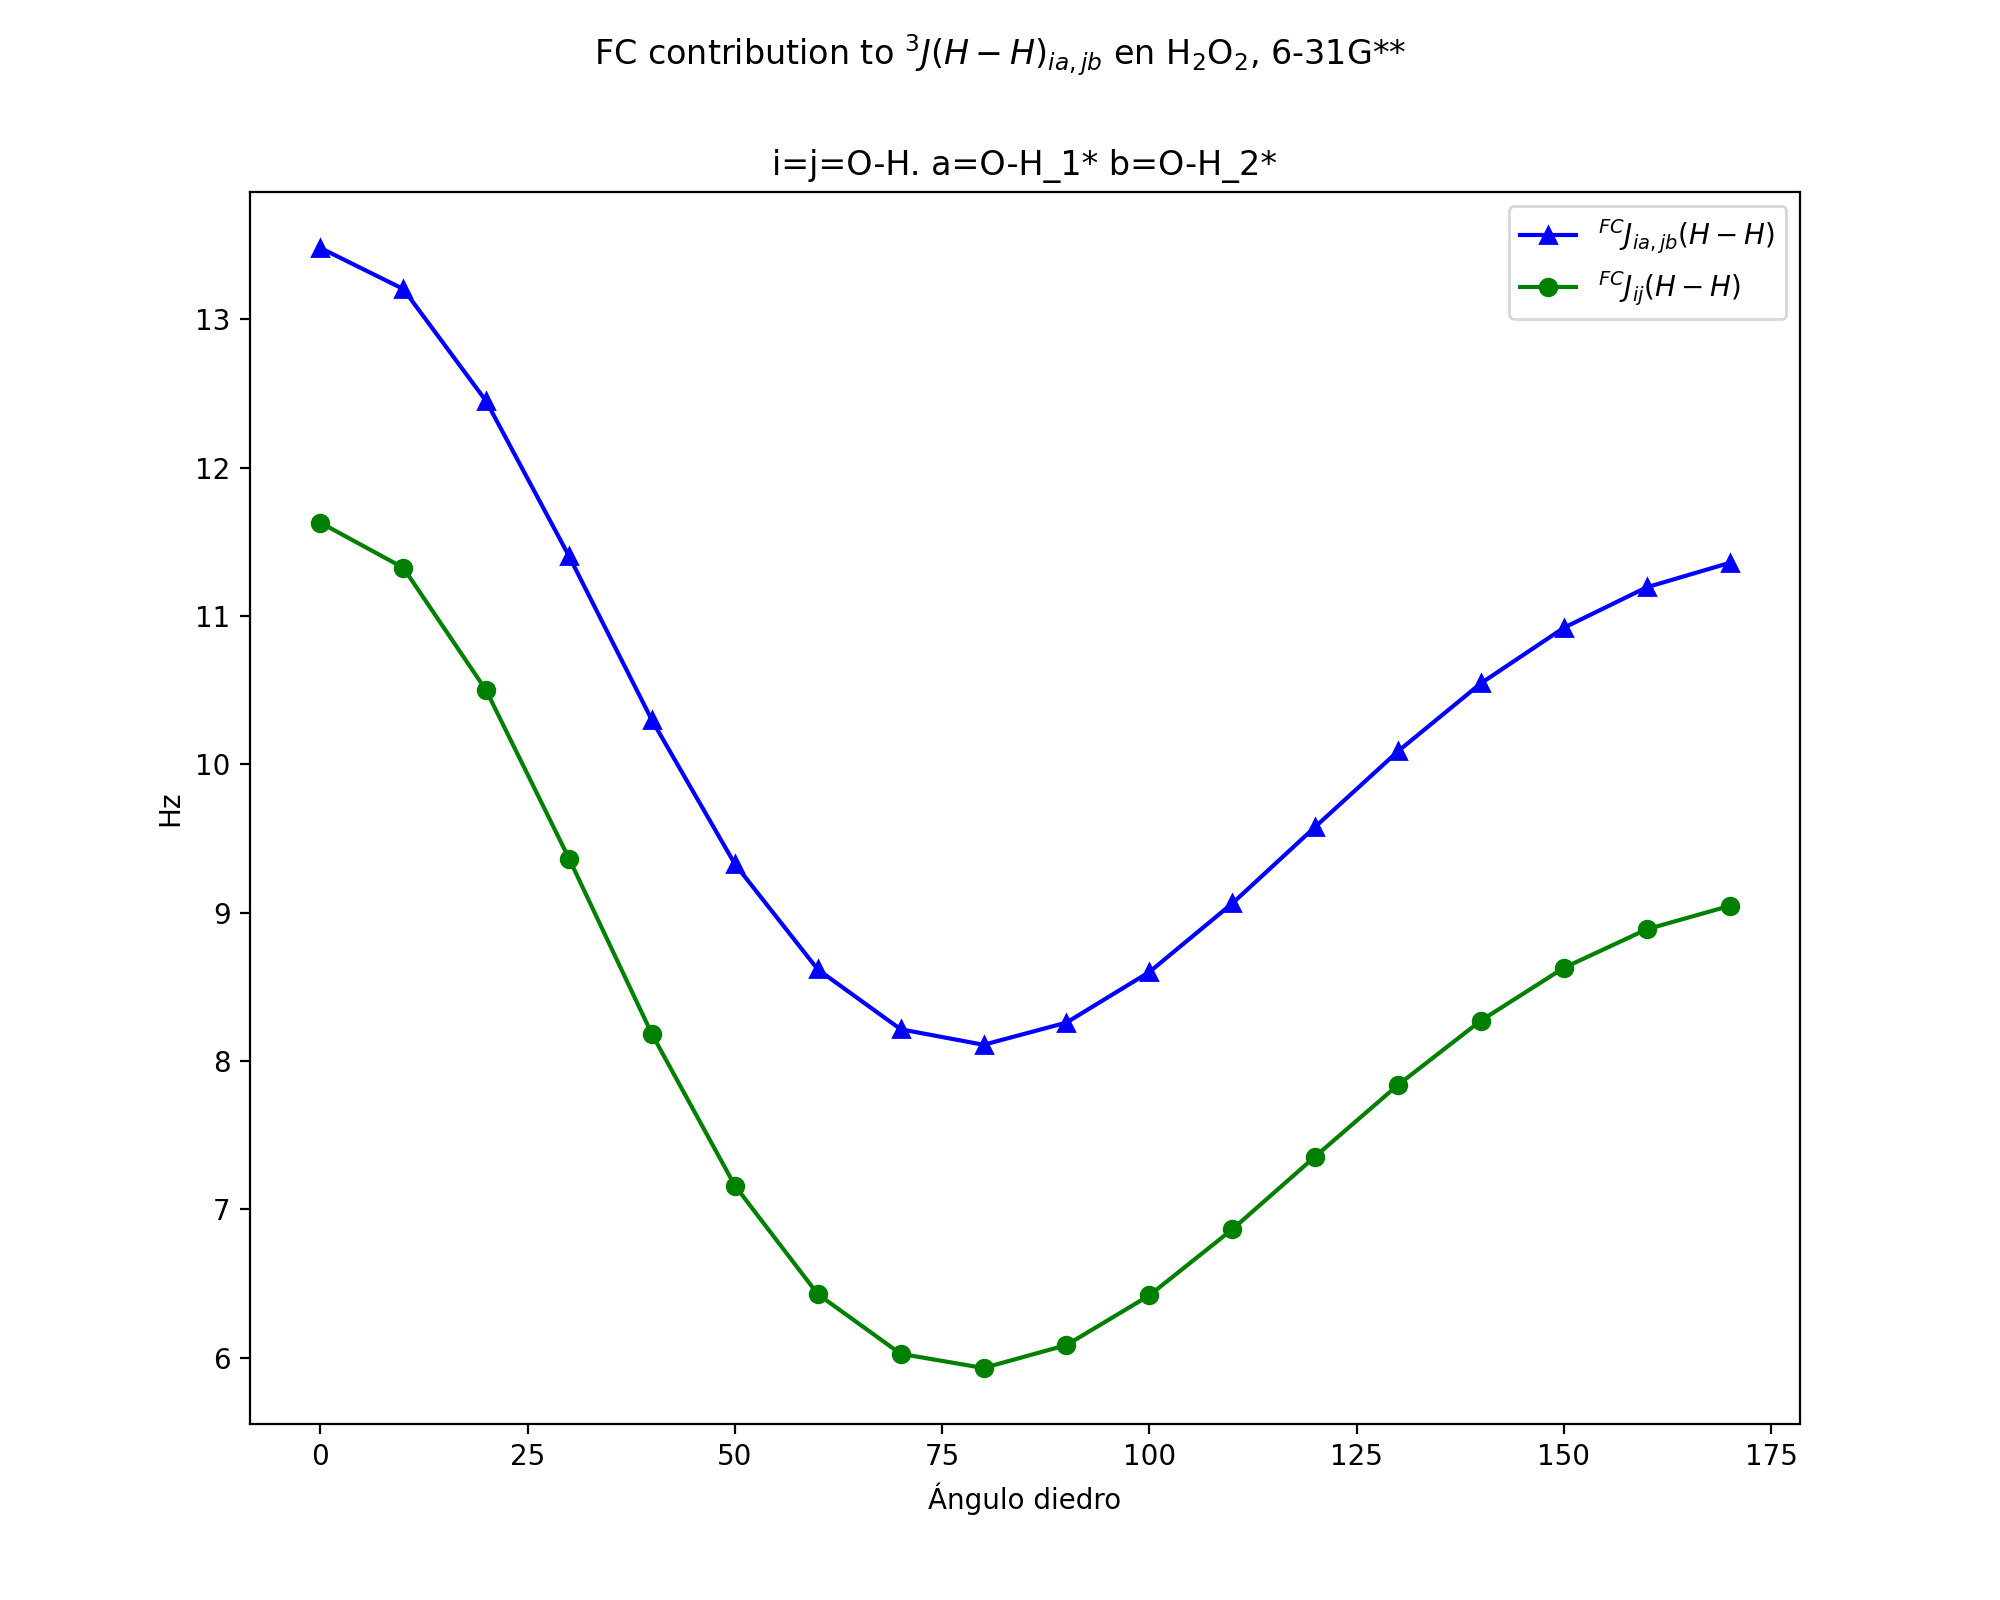 FC contribution to ³J(H − H)ᵢₐ,ⱼb en H₂O₂, 6-31G**
i=j=O-H. a=O-H_1* b=O-H_2*
ᶠᶜJᵢₐ,ⱼb(H − H)
ᶠᶜJᵢⱼ(H − H)
13
12
11
10
9
8
7
6
Hz
0 25 50 75 100 125 150 175
Ángulo diedro